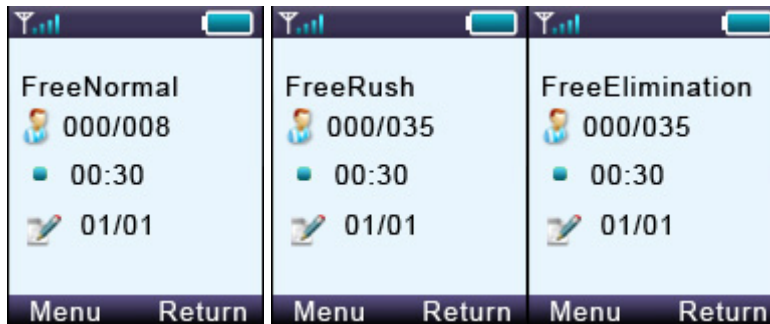 FreeNormal
000/008
00:30
01/01
Menu Return
FreeRush
000/035
00:30
01/01
Menu Return
FreeElimination
000/035
00:30
01/01
Menu Return